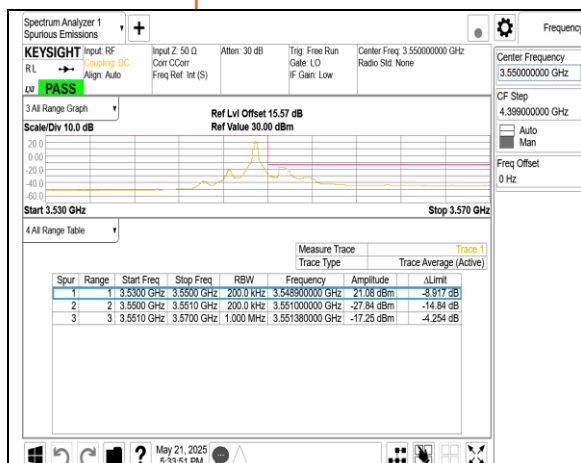 Spectrum Analyzer 1
Spurious Emissions
Frequency
KEYSIGHT Input: RF
RL
Coupling: DC
Align: Auto
LXI PASS
Input Z: 50 Ω
Corr CCorr
Freq Ref: Int (S)
Atten: 30 dB
Trig: Free Run
Gate: LO
IF Gain: Low
Center Freq: 3.550000000 GHz
Radio Std: None
Center Frequency
3.550000000 GHz
CF Step
4.399000000 GHz
Auto
Man
Freq Offset
0 Hz
3 All Range Graph
Scale/Div 10.0 dB
Ref Lvl Offset 15.57 dB
Ref Value 30.00 dBm
20.0
0.00
-20.0
-40.0
-60.0
Start 3.530 GHz
Stop 3.570 GHz
4 All Range Table
Measure Trace Trace 1
Trace Type Trace Average (Active)
Spur Range Start Freq Stop Freq RBW Frequency Amplitude ΔLimit
1 1 3.5300 GHz 3.5500 GHz 200.0 kHz 3.548900000 GHz 21.08 dBm -8.917 dB
2 2 3.5500 GHz 3.5510 GHz 200.0 kHz 3.551000000 GHz -27.84 dBm -14.84 dB
3 3 3.5510 GHz 3.5700 GHz 1.000 MHz 3.551380000 GHz -17.25 dBm -4.254 dB
?
May 21, 2025
5:33:51 PM